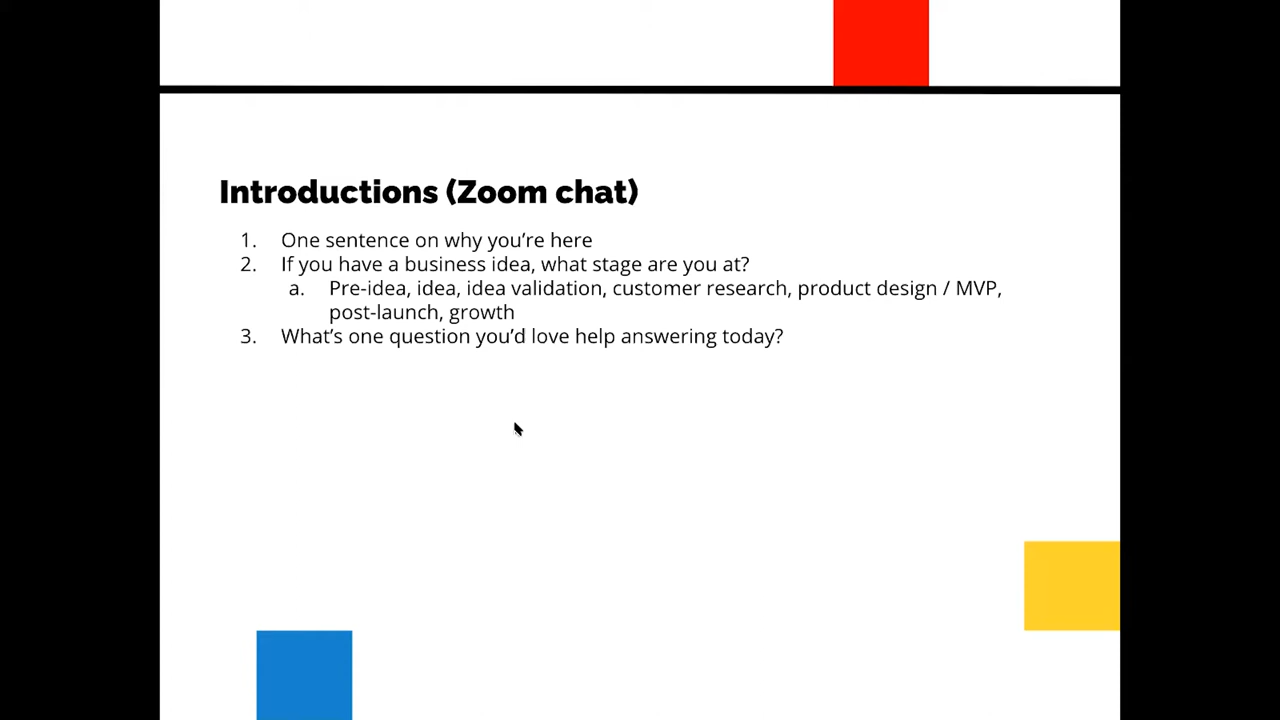 Introductions (Zoom chat)
1. One sentence on why you’re here
2. If you have a business idea, what stage are you at?
a. Pre-idea, idea, idea validation, customer research, product design / MVP,
post-launch, growth
3. What’s one question you’d love help answering today?